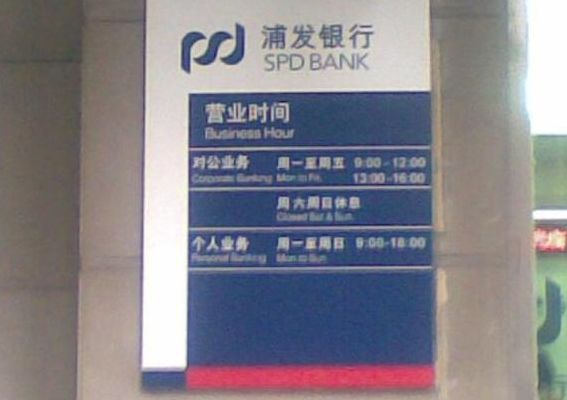 浦发银行
SPD BANK
营业时间
Business Hour
对公业务 周一至周五 9:00-12:00
Corporate Banking Mon to Fri. 13:00-16:00
周六周日休息
Closed Sat & Sun.
个人业务 周一至周日 9:00-18:00
Personal Banking Mon to Sun